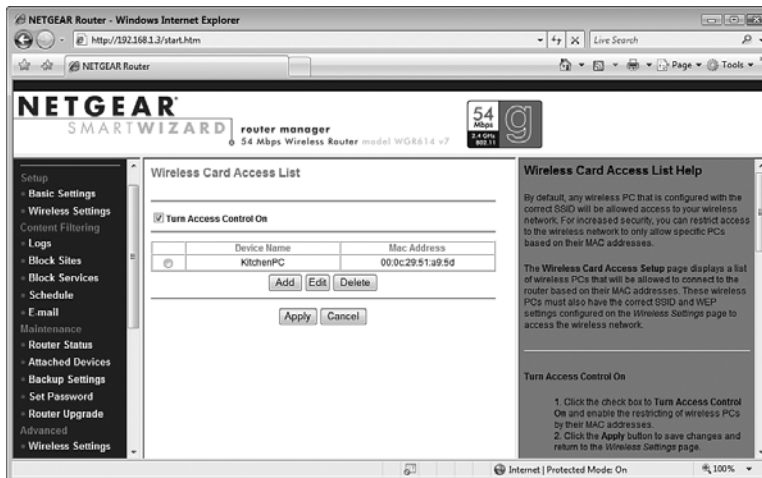 NETGEAR Router - Windows Internet Explorer
http://192.168.1.3/start.htm
Live Search
NETGEAR Router
Page
Tools
NETGEAR
SMARTWIZARD
router manager
54 Mbps Wireless Router model WGR614 v7
54
Mbps
2.4 GHz
802.11
g
Setup
Basic Settings
Wireless Settings
Content Filtering
Logs
Block Sites
Block Services
Schedule
E-mail
Maintenance
Router Status
Attached Devices
Backup Settings
Set Password
Router Upgrade
Advanced
Wireless Settings
Wireless Card Access List
Turn Access Control On
Device Name Mac Address
KitchenPC 00:0c:29:51:a9:5d
Add Edit Delete
Apply Cancel
Wireless Card Access List Help
By default, any wireless PC that is configured with the
correct SSID will be allowed access to your wireless
network. For increased security, you can restrict access
to the wireless network to only allow specific PCs
based on their MAC addresses.
The Wireless Card Access Setup page displays a list
of wireless PCs that will be allowed to connect to the
router based on their MAC addresses. These wireless
PCs must also have the correct SSID and WEP
settings configured on the Wireless Settings page to
access the wireless network.
Turn Access Control On
1. Click the check box to Turn Access Control
On and enable the restricting of wireless PCs
by their MAC addresses.
2. Click the Apply button to save changes and
return to the Wireless Settings page.
Internet | Protected Mode: On
100%